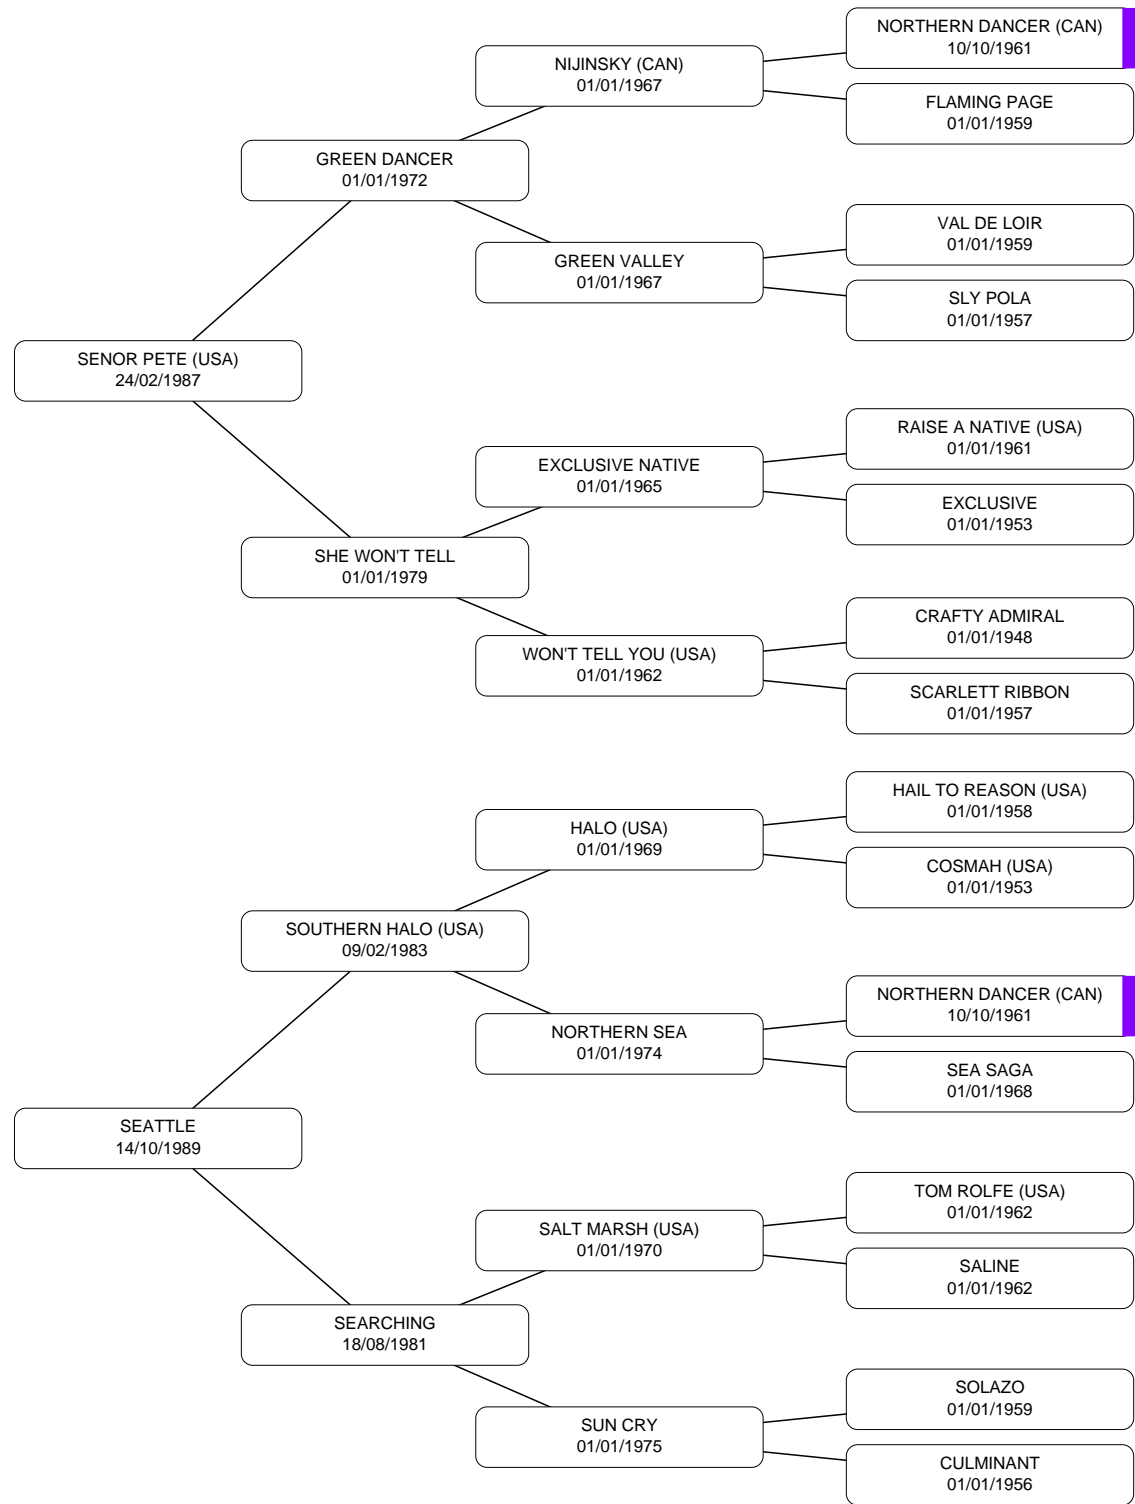 NORTHERN DANCER (CAN)
10/10/1961
NIJINSKY (CAN)
01/01/1967
FLAMING PAGE
01/01/1959
GREEN DANCER
01/01/1972
VAL DE LOIR
01/01/1959
GREEN VALLEY
01/01/1967
SLY POLA
01/01/1957
SENOR PETE (USA)
24/02/1987
RAISE A NATIVE (USA)
01/01/1961
EXCLUSIVE NATIVE
01/01/1965
EXCLUSIVE
01/01/1953
SHE WON'T TELL
01/01/1979
CRAFTY ADMIRAL
01/01/1948
WON'T TELL YOU (USA)
01/01/1962
SCARLETT RIBBON
01/01/1957
HAIL TO REASON (USA)
01/01/1958
HALO (USA)
01/01/1969
COSMAH (USA)
01/01/1953
SOUTHERN HALO (USA)
09/02/1983
NORTHERN DANCER (CAN)
10/10/1961
NORTHERN SEA
01/01/1974
SEA SAGA
01/01/1968
SEATTLE
14/10/1989
TOM ROLFE (USA)
01/01/1962
SALT MARSH (USA)
01/01/1970
SALINE
01/01/1962
SEARCHING
18/08/1981
SOLAZO
01/01/1959
SUN CRY
01/01/1975
CULMINANT
01/01/1956